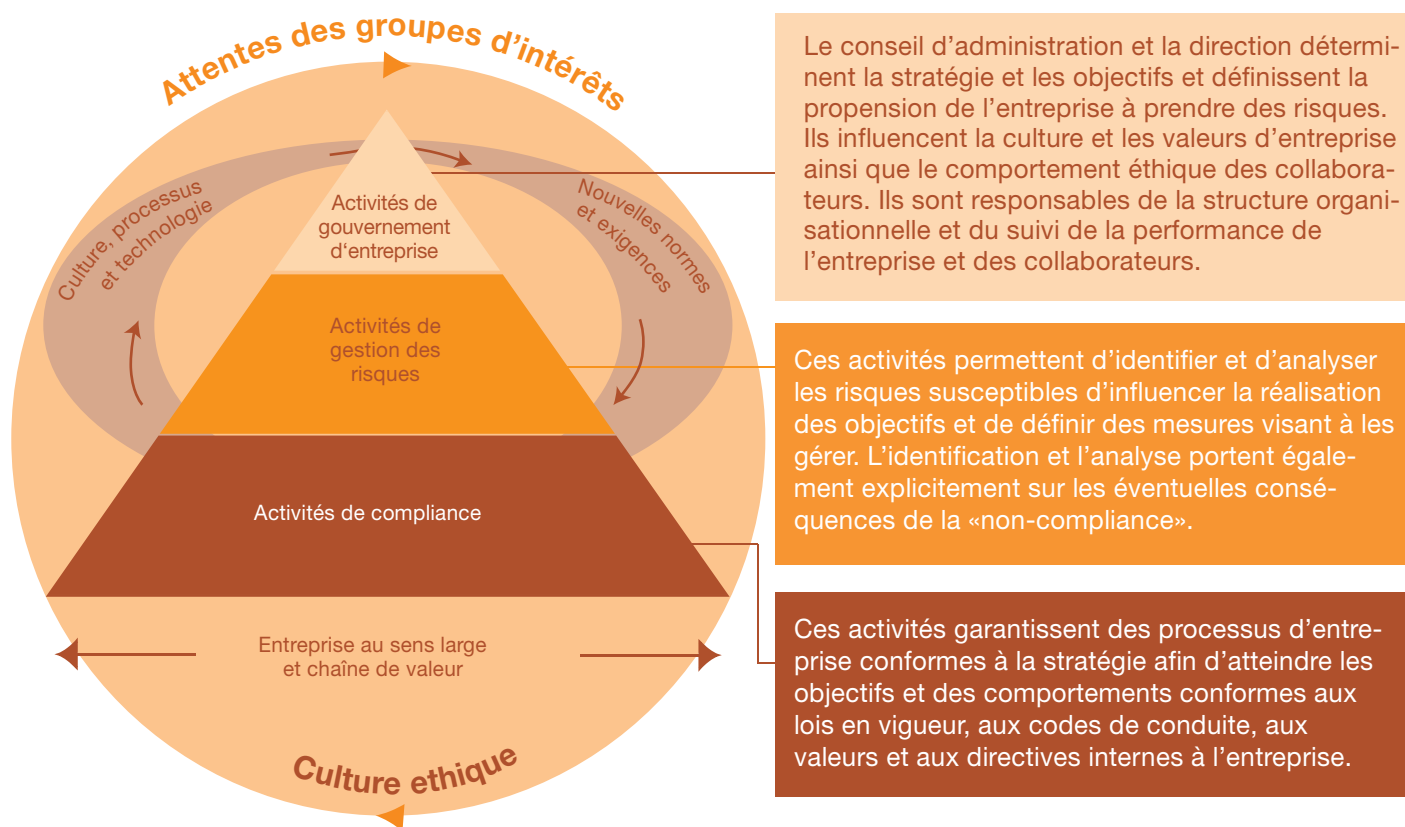 Attentes des groupes d’intérêts
Culture, processus
et technologie
Nouvelles normes
et exigences
Activités de
gouvernement
d‘entreprise
Activités de
gestion des
risques
Activités de compliance
Entreprise au sens large
et chaîne de valeur
Culture ethique
Le conseil d’administration et la direction détermi-
nent la stratégie et les objectifs et définissent la
propension de l’entreprise à prendre des risques.
Ils influencent la culture et les valeurs d’entreprise
ainsi que le comportement éthique des collabora-
teurs. Ils sont responsables de la structure organi-
sationnelle et du suivi de la performance de
l’entreprise et des collaborateurs.
Ces activités permettent d’identifier et d’analyser
les risques susceptibles d’influencer la réalisation
des objectifs et de définir des mesures visant à les
gérer. L’identification et l’analyse portent égale-
ment explicitement sur les éventuelles consé-
quences de la «non-compliance».
Ces activités garantissent des processus d’entre-
prise conformes à la stratégie afin d’atteindre les
objectifs et des comportements conformes aux
lois en vigueur, aux codes de conduite, aux
valeurs et aux directives internes à l’entreprise.